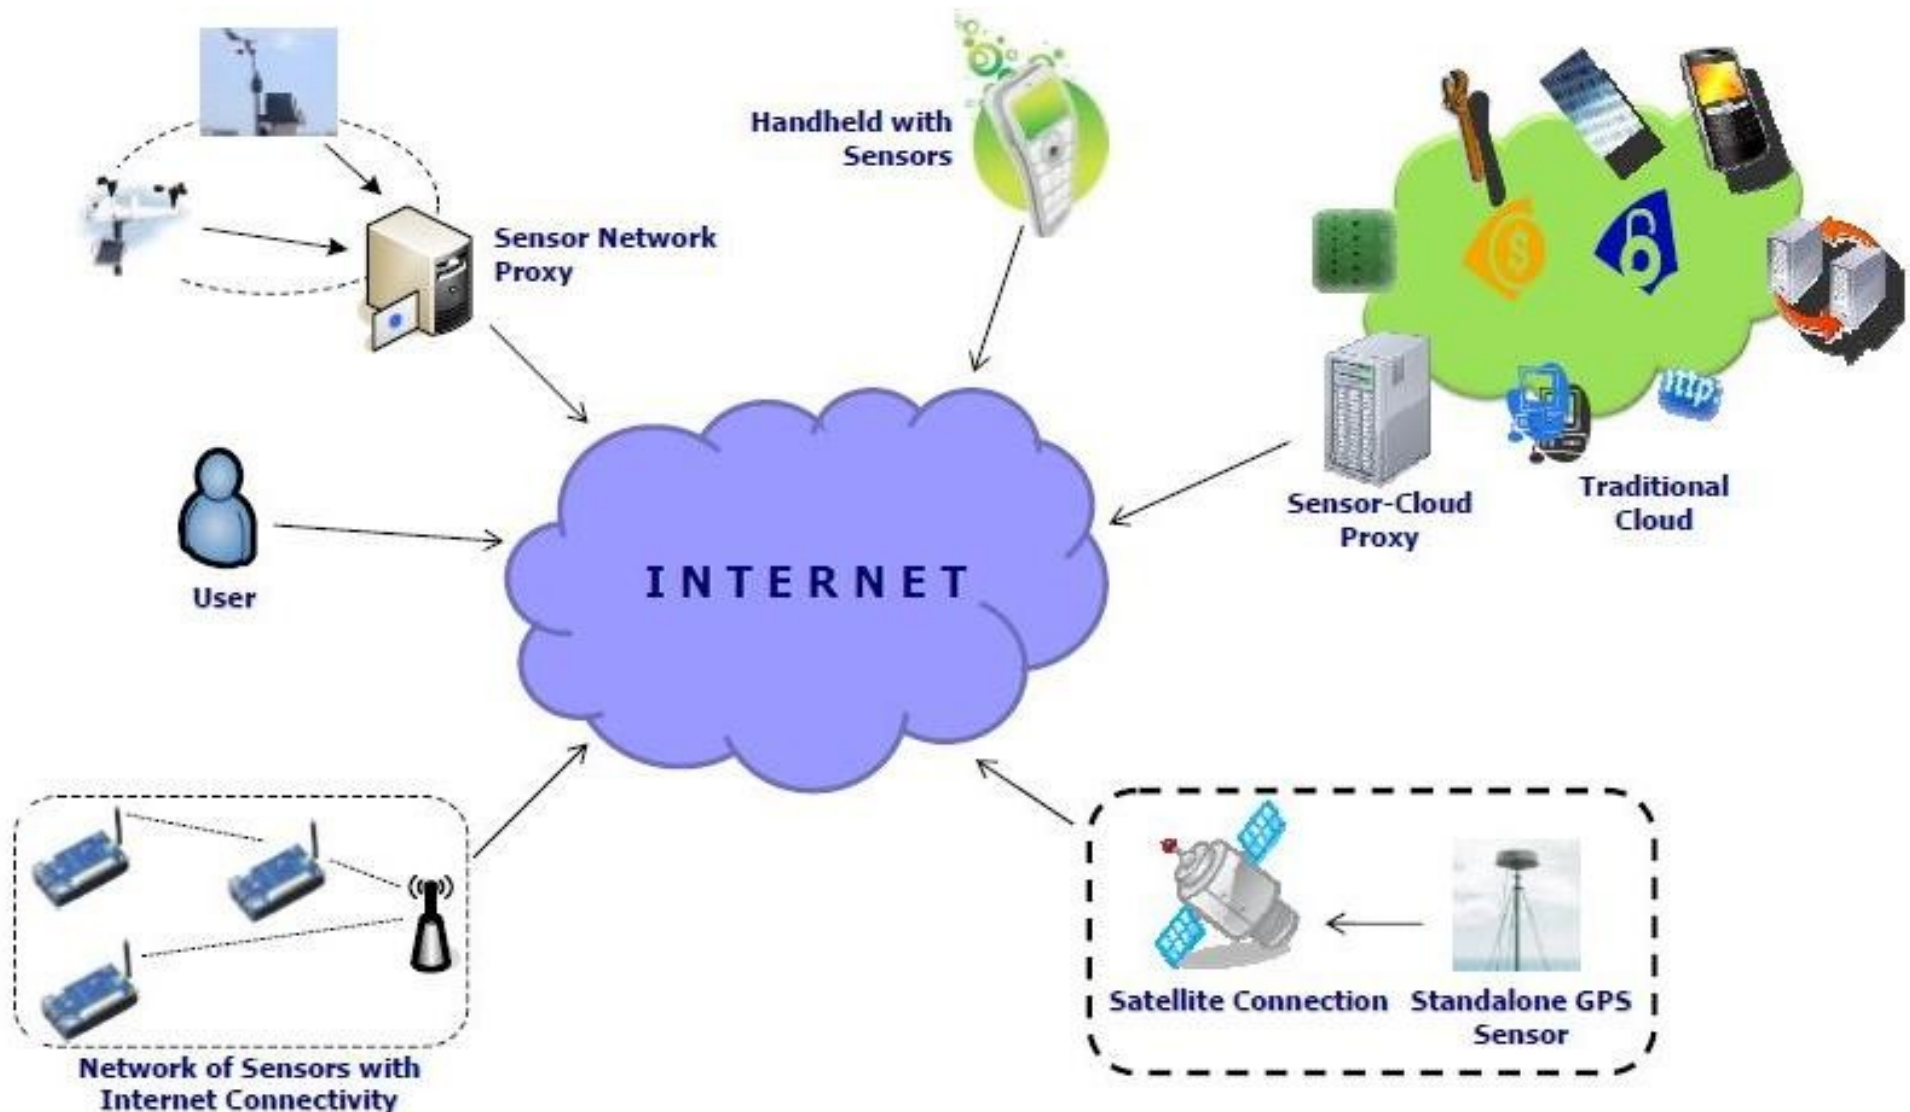 Handheld with
Sensors
Sensor Network
Proxy
$
http
Sensor-Cloud
Proxy
Traditional
Cloud
User
I N T E R N E T
Satellite Connection
Standalone GPS
Sensor
Network of Sensors with
Internet Connectivity